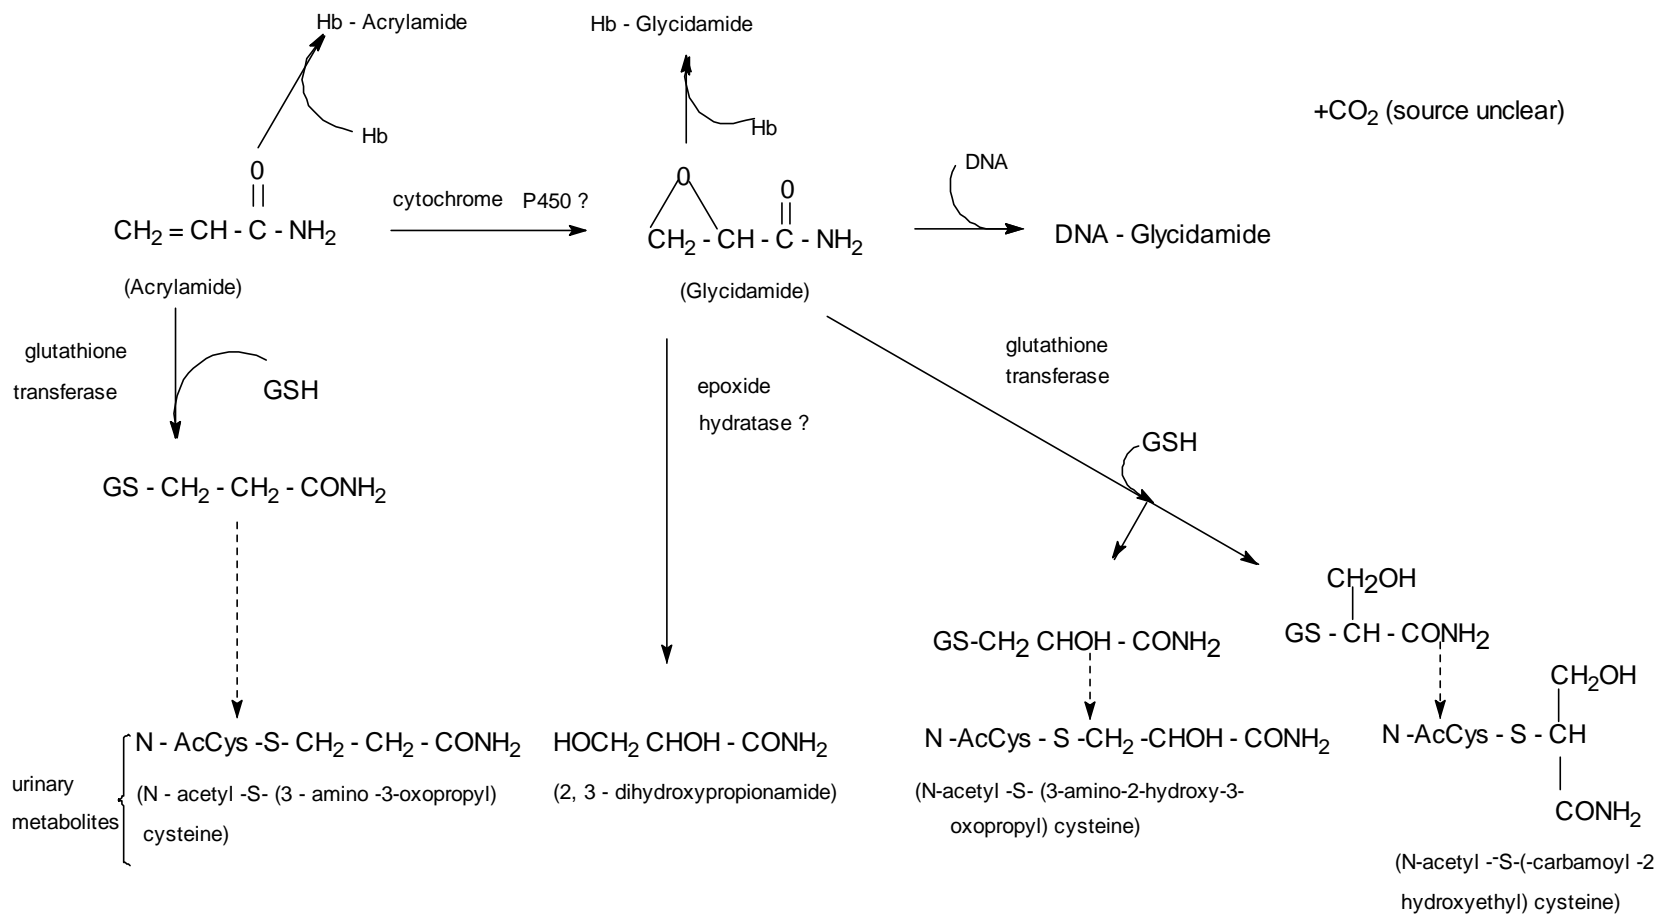 Hb - Acrylamide
Hb - Glycidamide
+CO2 (source unclear)
Hb
Hb
DNA
O
||
CH2 = CH - C - NH2
cytochrome P450 ?
O
O
||
CH2 - CH - C - NH2
DNA - Glycidamide
(Acrylamide)
(Glycidamide)
glutathione
transferase
GSH
epoxide
hydratase ?
glutathione
transferase
GSH
GS - CH2 - CH2 - CONH2
CH2OH
GS - CH - CONH2
GS-CH2 CHOH - CONH2
urinary
metabolites
N - AcCys -S- CH2 - CH2 - CONH2
(N - acetyl -S- (3 - amino -3-oxopropyl)
cysteine)
HOCH2 CHOH - CONH2
(2, 3 - dihydroxypropionamide)
N -AcCys - S -CH2 -CHOH - CONH2
(N-acetyl -S- (3-amino-2-hydroxy-3-
oxopropyl) cysteine)
CH2OH
N -AcCys - S - CH
CONH2
(N-acetyl --S-(-carbamoyl -2
hydroxyethyl) cysteine)